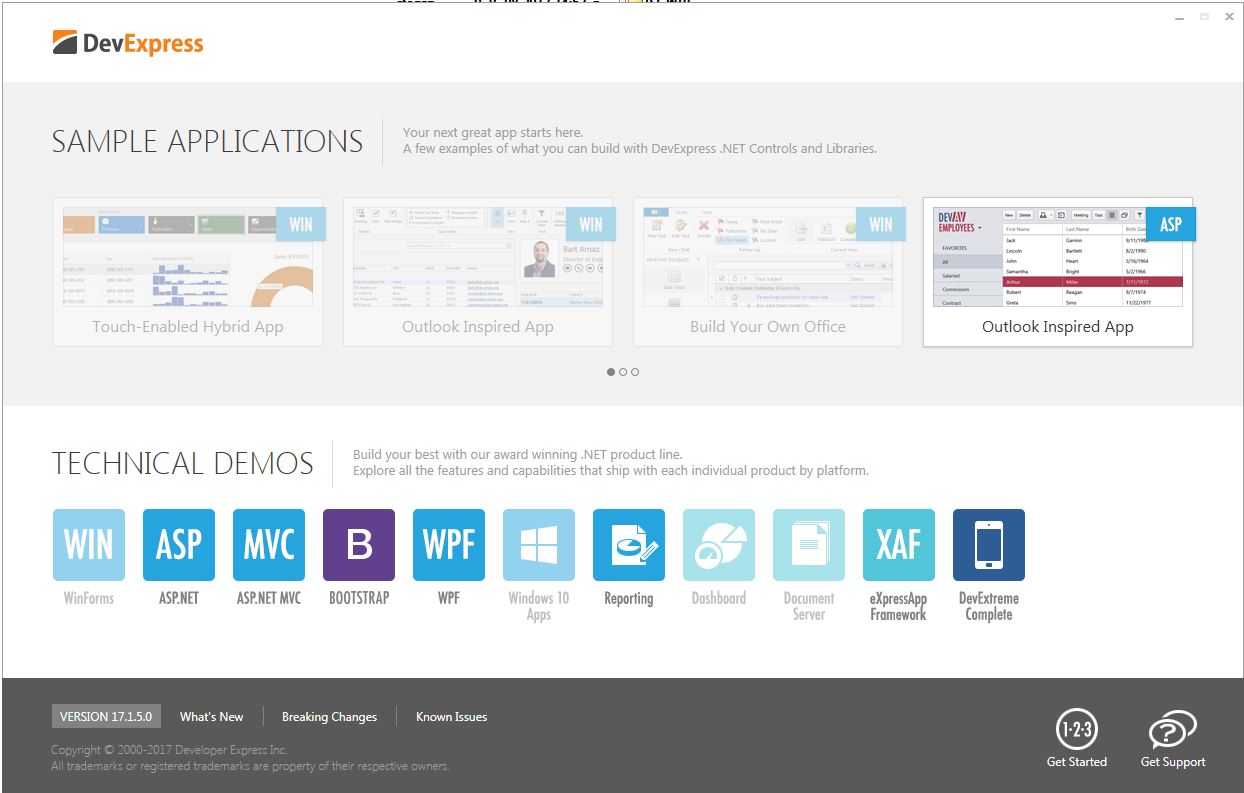 DevExpress
SAMPLE APPLICATIONS
Your next great app starts here.
A few examples of what you can build with DevExpress .NET Controls and Libraries.
WIN
Touch-Enabled Hybrid App
WIN
Bart Arnaz
Outlook Inspired App
WIN
Build Your Own Office
ASP
DEVAV
EMPLOYEES
New Delete Meeting Task
First Name Last Name
FAVORITES
All
Salaried
Commission
Contract
Jack Garmin
Lincoln Bartlett 8/2/1990
John Heart 3/16/1964
Samantha Bright 5/2/1966
Arthur Miller 7/11/1972
Robert Reagan 9/7/1974
Greta Sims 11/22/1977
Outlook Inspired App
TECHNICAL DEMOS
Build your best with our award winning .NET product line.
Explore all the features and capabilities that ship with each individual product by platform.
WIN ASP MVC B WPF XAF
WinForms ASP.NET ASP.NET MVC BOOTSTRAP WPF Windows 10 Reporting Dashboard Document eXpressApp DevExtreme
Apps Server Framework Complete
VERSION 17.1.5.0 What's New Breaking Changes Known Issues
Copyright © 2000-2017 Developer Express Inc.
All trademarks or registered trademarks are property of their respective owners.
1·2·3
Get Started
?
Get Support